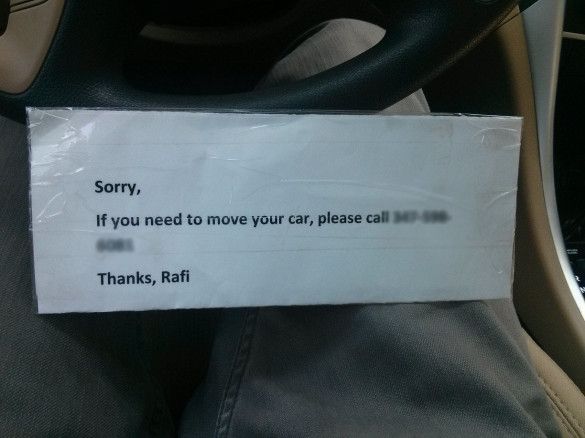 Sorry,
If you need to move your car, please call
Thanks, Rafi